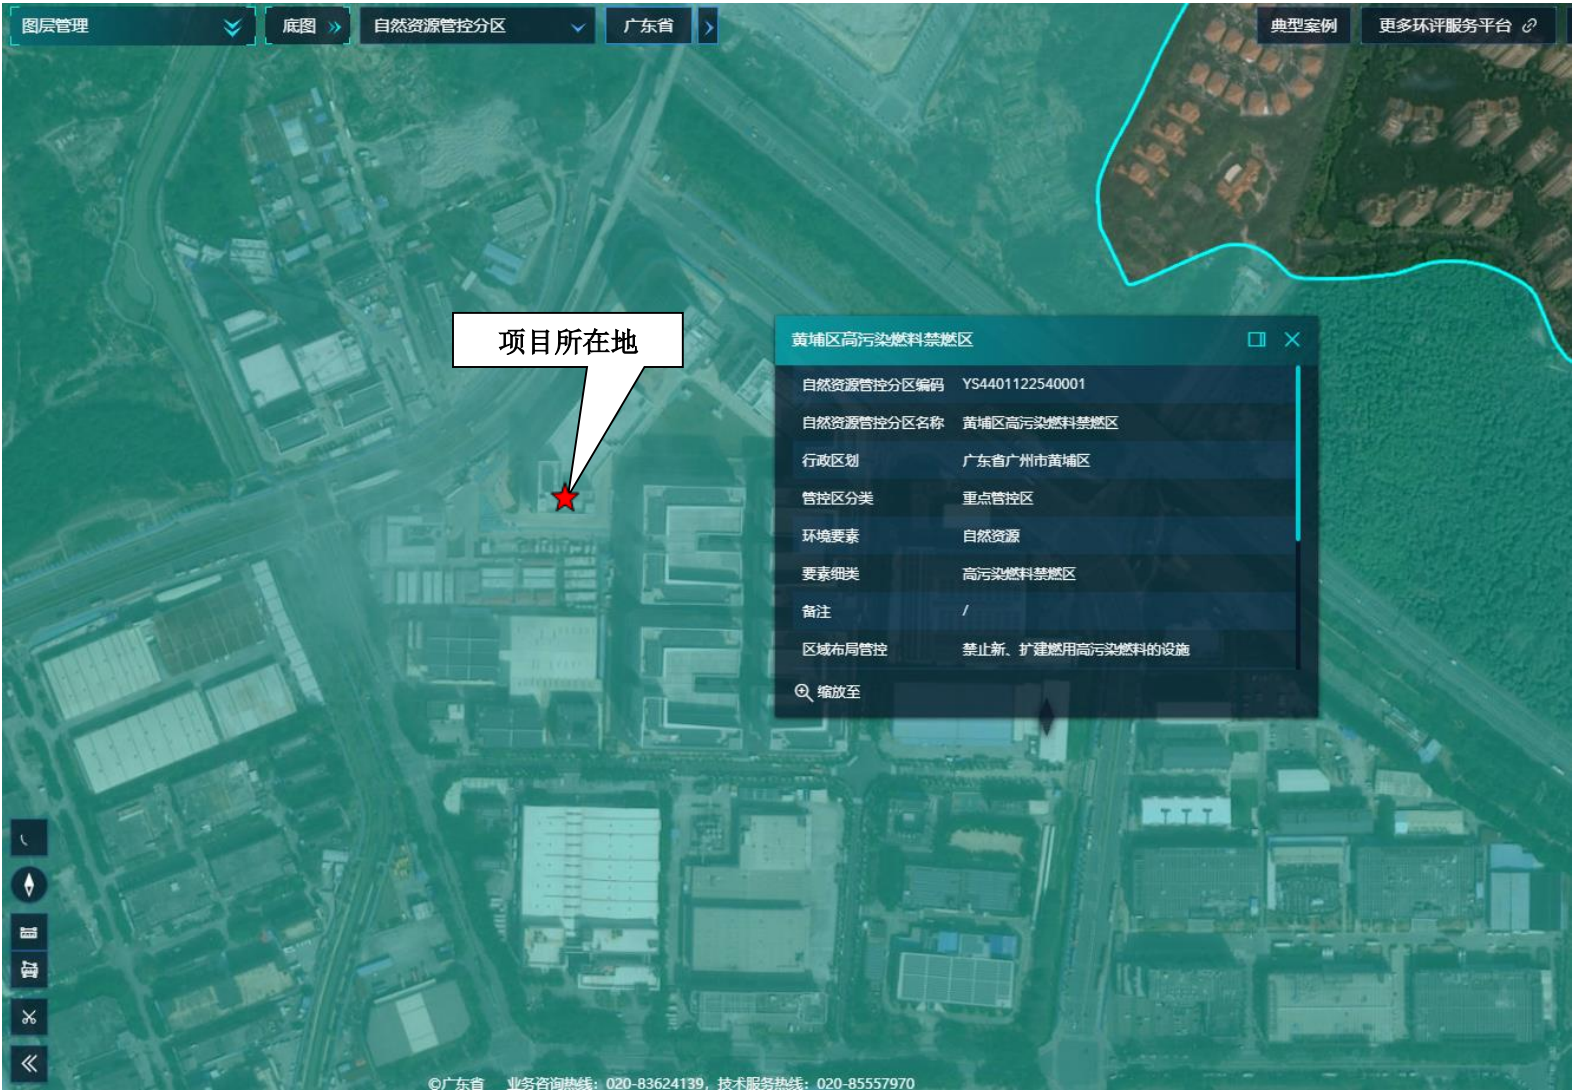 图层管理
底图
自然资源管控分区
广东省
典型案例
更多环评服务平台
项目所在地
黄埔区高污染燃料禁燃区
自然资源管控分区编码 YS4401122540001
自然资源管控分区名称 黄埔区高污染燃料禁燃区
行政区划 广东省广州市黄埔区
管控区分类 重点管控区
环境要素 自然资源
要素细类 高污染燃料禁燃区
备注 /
区域布局管控 禁止新、扩建燃用高污染燃料的设施
缩放至
©广东省 业务咨询热线：020-83624139，技术服务热线：020-85557970